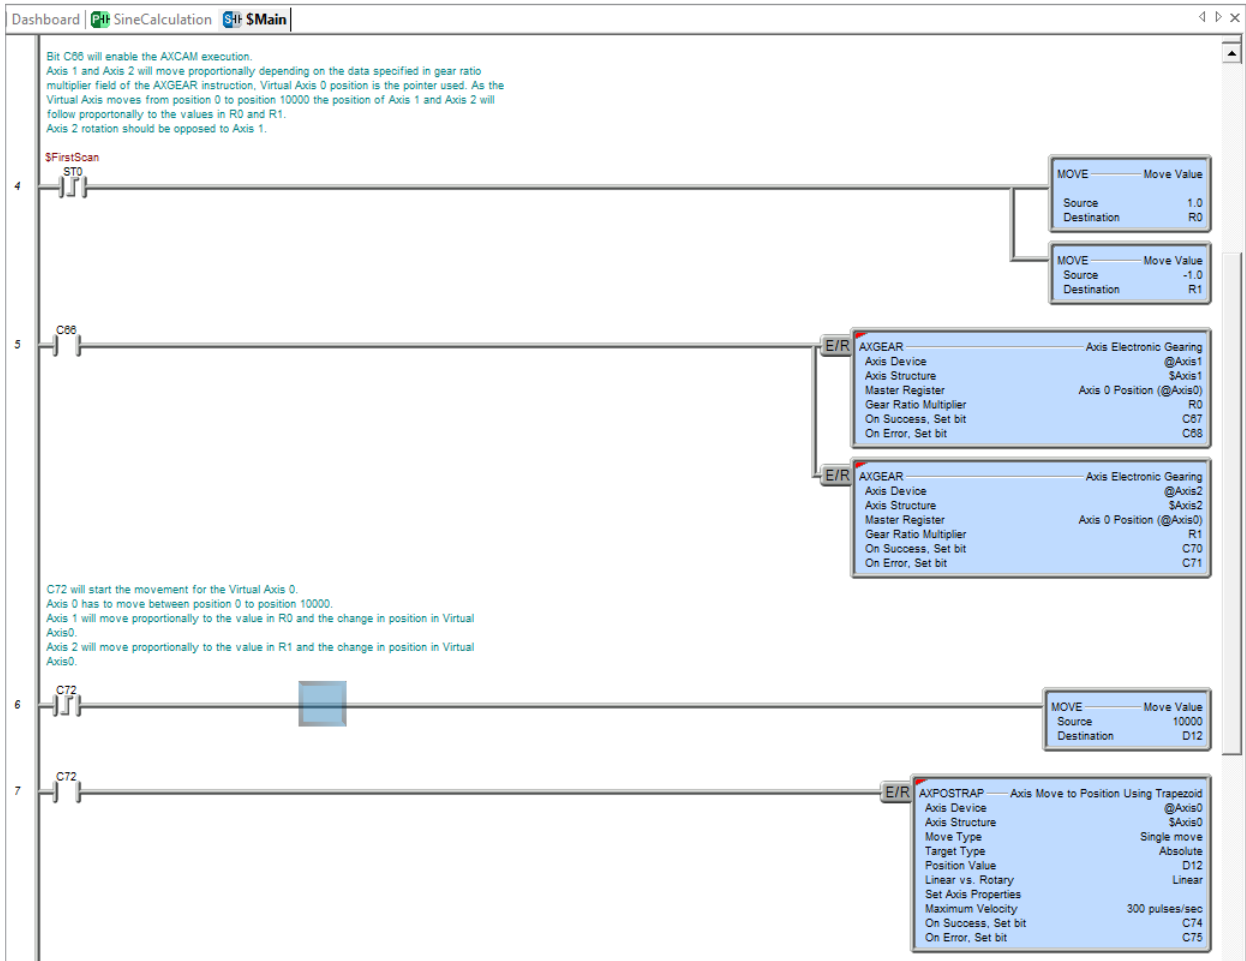 Dashboard SineCalculation $Main
Bit C66 will enable the AXCAM execution.
Axis 1 and Axis 2 will move proportionally depending on the data specified in gear ratio
multiplier field of the AXGEAR instruction, Virtual Axis 0 position is the pointer used. As the
Virtual Axis moves from position 0 to position 10000 the position of Axis 1 and Axis 2 will
follow proportonally to the values in R0 and R1.
Axis 2 rotation should be opposed to Axis 1.
$FirstScan
ST0
4
MOVE Move Value
Source 1.0
Destination R0
MOVE Move Value
Source -1.0
Destination R1
C66
5
E/R AXGEAR Axis Electronic Gearing
Axis Device @Axis1
Axis Structure $Axis1
Master Register Axis 0 Position (@Axis0)
Gear Ratio Multiplier R0
On Success, Set bit C67
On Error, Set bit C68
E/R AXGEAR Axis Electronic Gearing
Axis Device @Axis2
Axis Structure $Axis2
Master Register Axis 0 Position (@Axis0)
Gear Ratio Multiplier R1
On Success, Set bit C70
On Error, Set bit C71
C72 will start the movement for the Virtual Axis 0.
Axis 0 has to move between position 0 to position 10000.
Axis 1 will move proportionally to the value in R0 and the change in position in Virtual
Axis0.
Axis 2 will move proportionally to the value in R1 and the change in position in Virtual
Axis0.
C72
6
MOVE Move Value
Source 10000
Destination D12
C72
7
E/R AXPOSTRAP Axis Move to Position Using Trapezoid
Axis Device @Axis0
Axis Structure $Axis0
Move Type Single move
Target Type Absolute
Position Value D12
Linear vs. Rotary Linear
Set Axis Properties
Maximum Velocity 300 pulses/sec
On Success, Set bit C74
On Error, Set bit C75